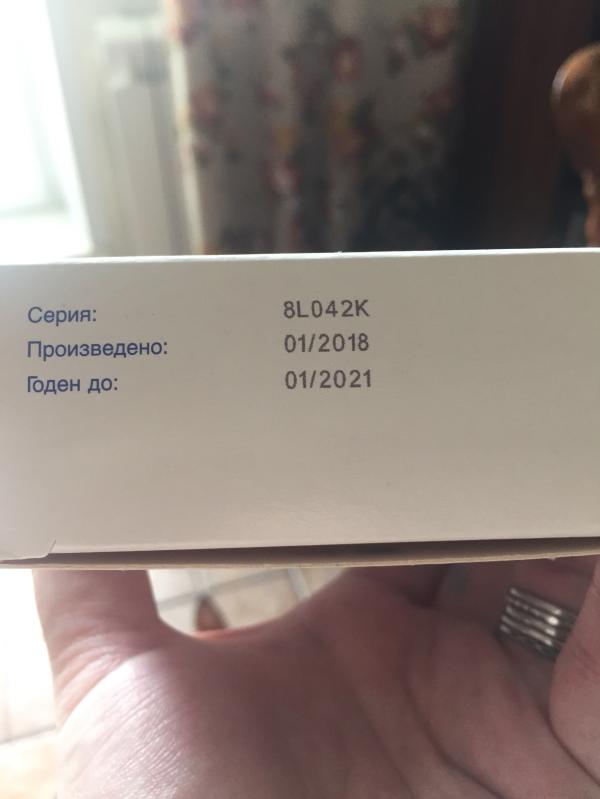 Серия: 8L042K
Произведено: 01/2018
Годен до: 01/2021